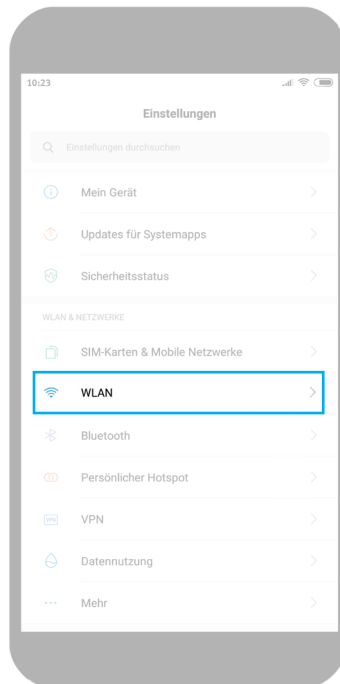 10:23
Einstellungen
Einstellungen durchsuchen
Mein Gerät
Updates für Systemapps
Sicherheitsstatus
WLAN & NETZWERKE
SIM-Karten & Mobile Netzwerke
WLAN
Bluetooth
Persönlicher Hotspot
VPN
VPN
Datennutzung
Mehr